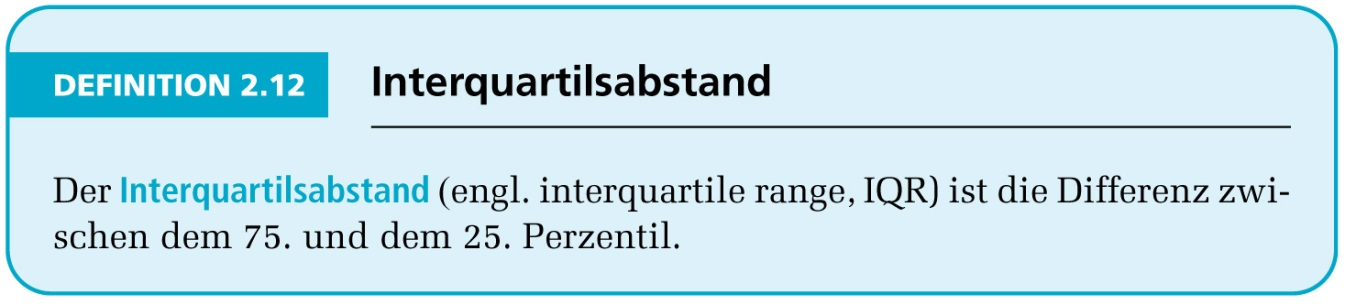 DEFINITION 2.12 Interquartilsabstand
Der Interquartilsabstand (engl. interquartile range, IQR) ist die Differenz zwi-
schen dem 75. und dem 25. Perzentil.